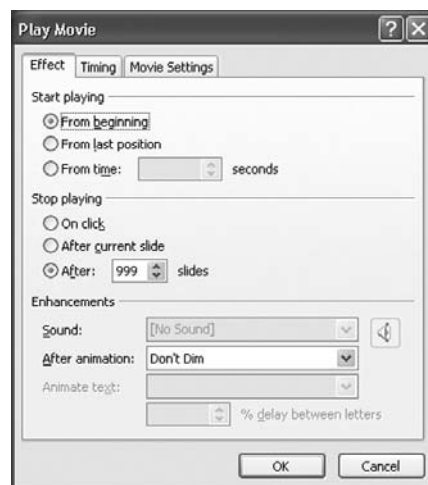 Play Movie
Effect Timing Movie Settings
Start playing
From beginning
From last position
From time: seconds
Stop playing
On click
After current slide
After: 999 slides
Enhancements
Sound: [No Sound]
After animation: Don't Dim
Animate text:
% delay between letters
OK Cancel